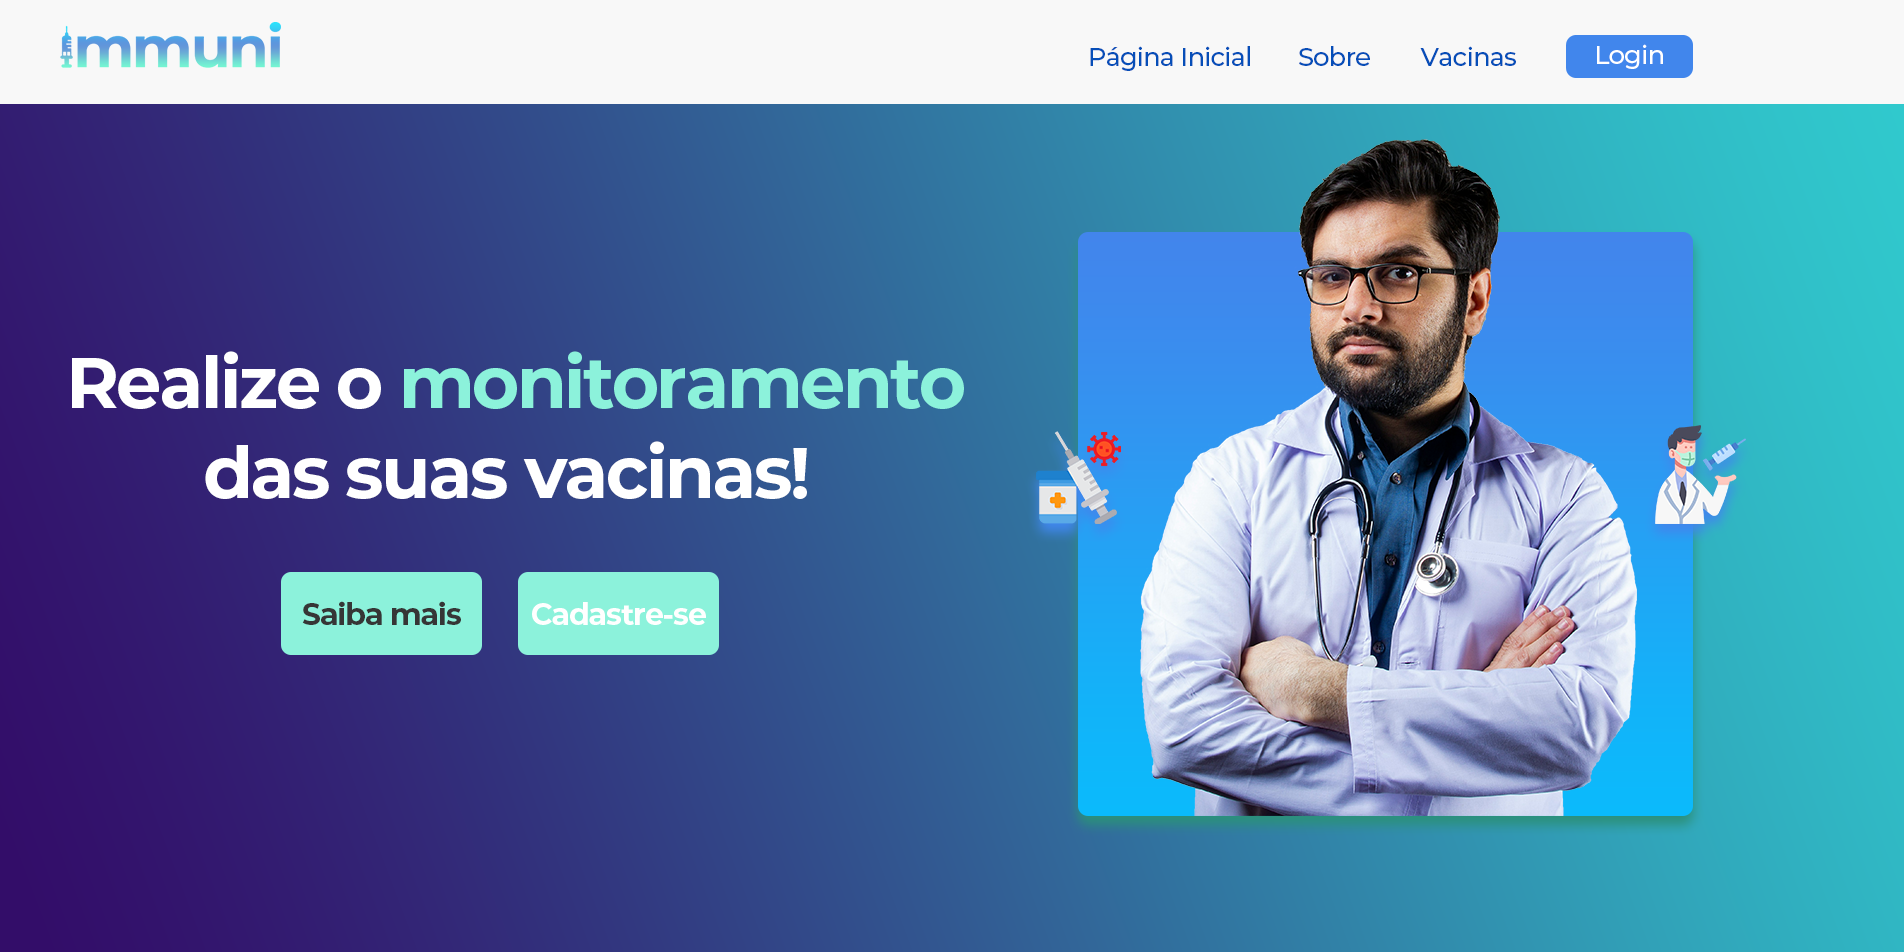 immuni
Página Inicial
Sobre
Vacinas
Login
Realize o monitoramento
das suas vacinas!
Saiba mais
Cadastre-se